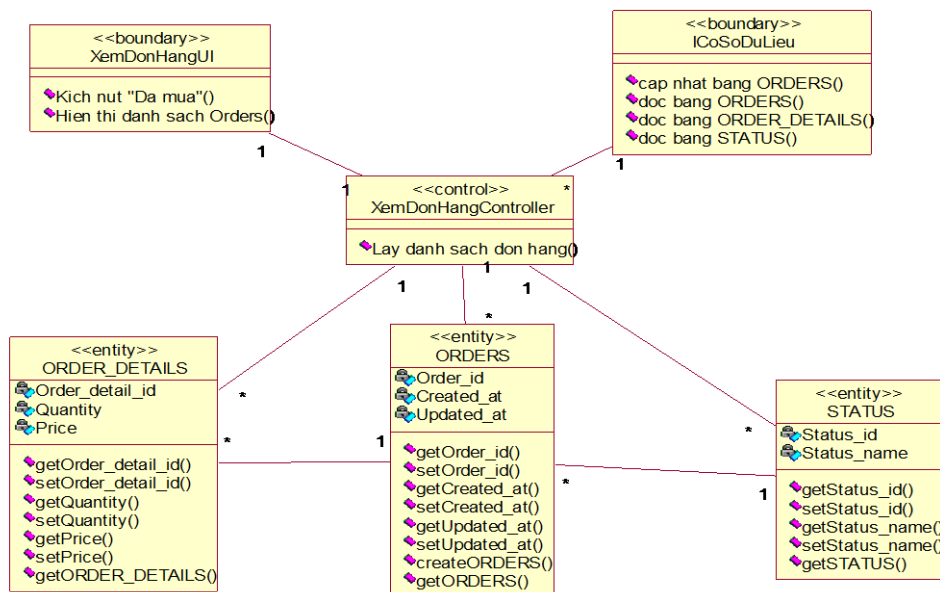 <<boundary>>
XemDonHangUI
Kich nut "Da mua"()
Hien thi danh sach Orders()
<<boundary>>
ICoSoDuLieu
cap nhat bang ORDERS()
doc bang ORDERS()
doc bang ORDER_DETAILS()
doc bang STATUS()
1
1
1
*
<<control>>
XemDonHangController
Lay danh sach don hang()
1
1
1
*
*
*
<<entity>>
ORDER_DETAILS
Order_detail_id
Quantity
Price
getOrder_detail_id()
setOrder_detail_id()
getQuantity()
setQuantity()
getPrice()
setPrice()
getORDER_DETAILS()
*
1
<<entity>>
ORDERS
Order_id
Created_at
Updated_at
getOrder_id()
setOrder_id()
getCreated_at()
setCreated_at()
getUpdated_at()
setUpdated_at()
createORDERS()
getORDERS()
*
1
<<entity>>
STATUS
Status_id
Status_name
getStatus_id()
setStatus_id()
getStatus_name()
setStatus_name()
getSTATUS()